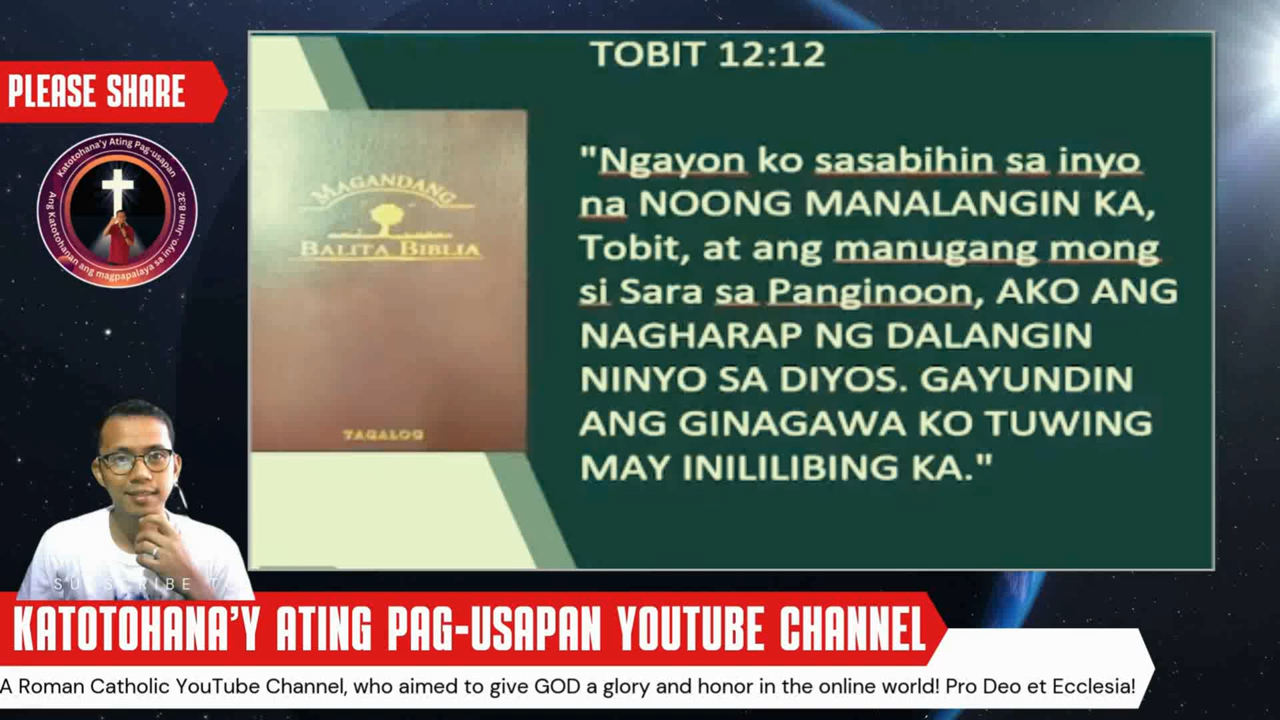 TOBIT 12:12
PLEASE SHARE
Katotohana'y Ating Pag-usapan
Ang Katotohanan ang magpapalaya sa inyo. Juan 8:32
MAGANDANG
BALITA BIBLIA
TAGALOG
"Ngayon ko sasabihin sa inyo
na NOONG MANALANGIN KA,
Tobit, at ang manugang mong
si Sara sa Panginoon, AKO ANG
NAGHARAP NG DALANGIN
NINYO SA DIYOS. GAYUNDIN
ANG GINAGAWA KO TUWING
MAY INILILIBING KA."
SUBSCRIBE
KATOTOHANA'Y ATING PAG-USAPAN YOUTUBE CHANNEL
A Roman Catholic YouTube Channel, who aimed to give GOD a glory and honor in the online world! Pro Deo et Ecclesia!